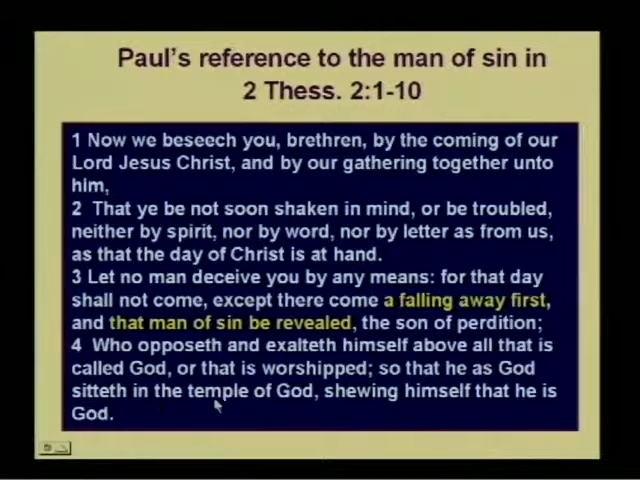 Paul's reference to the man of sin in
2 Thess. 2:1-10
1 Now we beseech you, brethren, by the coming of our
Lord Jesus Christ, and by our gathering together unto
him,
2 That ye be not soon shaken in mind, or be troubled,
neither by spirit, nor by word, nor by letter as from us,
as that the day of Christ is at hand.
3 Let no man deceive you by any means: for that day
shall not come, except there come a falling away first,
and that man of sin be revealed, the son of perdition;
4 Who opposeth and exalteth himself above all that is
called God, or that is worshipped; so that he as God
sitteth in the temple of God, shewing himself that he is
God.